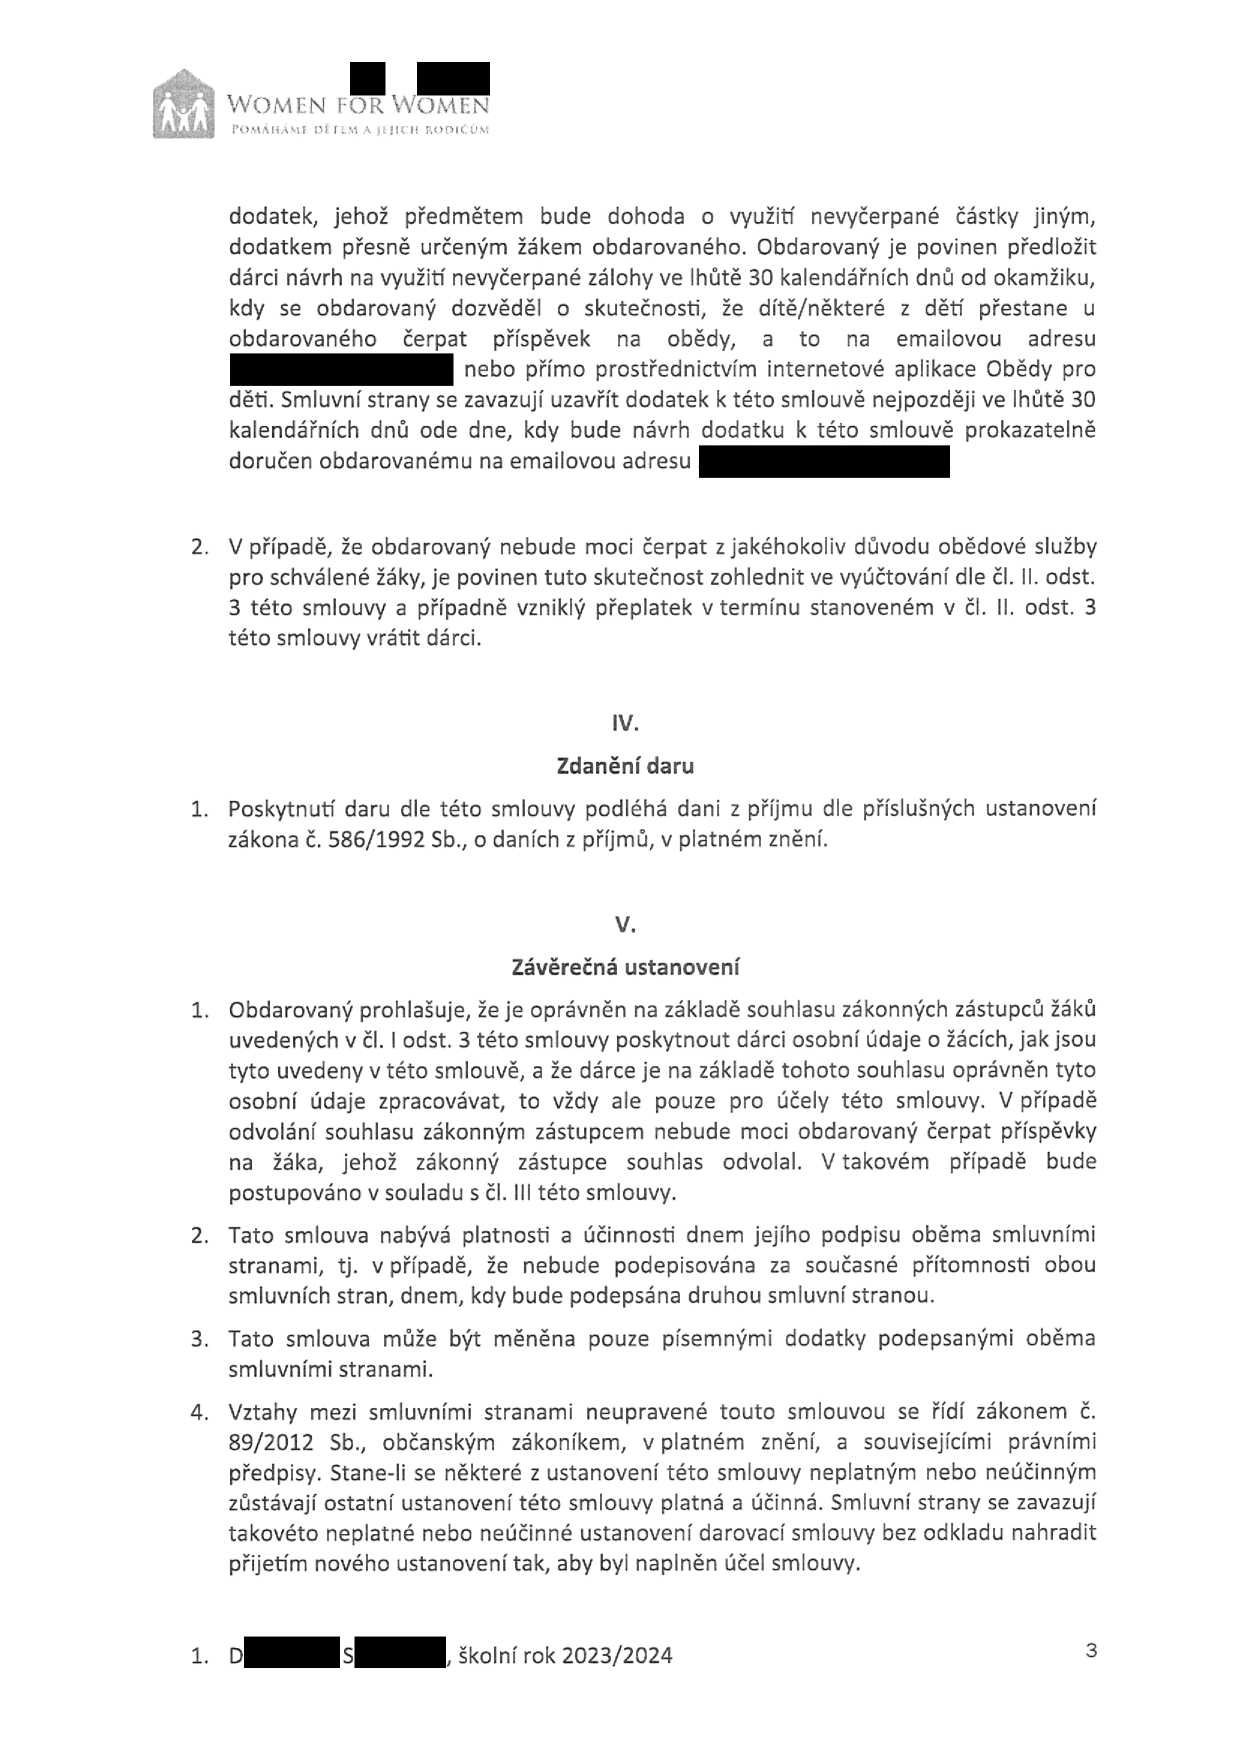 WOMEN FOR WOMEN
POMÁHÁME DĚTEM A JEJICH RODIČŮM
dodatek, jehož předmětem bude dohoda o využití nevyčerpané částky jiným,
dodatkem přesně určeným žákem obdarovaného. Obdarovaný je povinen předložit
dárci návrh na využití nevyčerpané zálohy ve lhůtě 30 kalendářních dnů od okamžiku,
kdy se obdarovaný dozvěděl o skutečnosti, že dítě/některé z dětí přestane u
obdarovaného čerpat příspěvek na obědy, a to na emailovou adresu
nebo přímo prostřednictvím internetové aplikace Obědy pro
děti. Smluvní strany se zavazují uzavřít dodatek k této smlouvě nejpozději ve lhůtě 30
kalendářních dnů ode dne, kdy bude návrh dodatku k této smlouvě prokazatelně
doručen obdarovanému na emailovou adresu
2. V případě, že obdarovaný nebude moci čerpat z jakéhokoliv důvodu obědové služby
pro schválené žáky, je povinen tuto skutečnost zohlednit ve vyúčtování dle čl. II. odst.
3 této smlouvy a případně vzniklý přeplatek v termínu stanoveném v čl. II. odst. 3
této smlouvy vrátit dárci.
IV.
Zdanění daru
1. Poskytnutí daru dle této smlouvy podléhá dani z příjmu dle příslušných ustanovení
zákona č. 586/1992 Sb., o daních z příjmů, v platném znění.
V.
Závěrečná ustanovení
1. Obdarovaný prohlašuje, že je oprávněn na základě souhlasu zákonných zástupců žáků
uvedených v čl. I odst. 3 této smlouvy poskytnout dárci osobní údaje o žácích, jak jsou
tyto uvedeny v této smlouvě, a že dárce je na základě tohoto souhlasu oprávněn tyto
osobní údaje zpracovávat, to vždy ale pouze pro účely této smlouvy. V případě
odvolání souhlasu zákonným zástupcem nebude moci obdarovaný čerpat příspěvky
na žáka, jehož zákonný zástupce souhlas odvolal. V takovém případě bude
postupováno v souladu s čl. III této smlouvy.
2. Tato smlouva nabývá platnosti a účinnosti dnem jejího podpisu oběma smluvními
stranami, tj. v případě, že nebude podepisována za současné přítomnosti obou
smluvních stran, dnem, kdy bude podepsána druhou smluvní stranou.
3. Tato smlouva může být měněna pouze písemnými dodatky podepsanými oběma
smluvními stranami.
4. Vztahy mezi smluvními stranami neupravené touto smlouvou se řídí zákonem č.
89/2012 Sb., občanským zákoníkem, v platném znění, a souvisejícími právními
předpisy. Stane-li se některé z ustanovení této smlouvy neplatným nebo neúčinným
zůstávají ostatní ustanovení této smlouvy platná a účinná. Smluvní strany se zavazují
takovéto neplatné nebo neúčinné ustanovení darovací smlouvy bez odkladu nahradit
přijetím nového ustanovení tak, aby byl naplněn účel smlouvy.
1. D S , školní rok 2023/2024
3